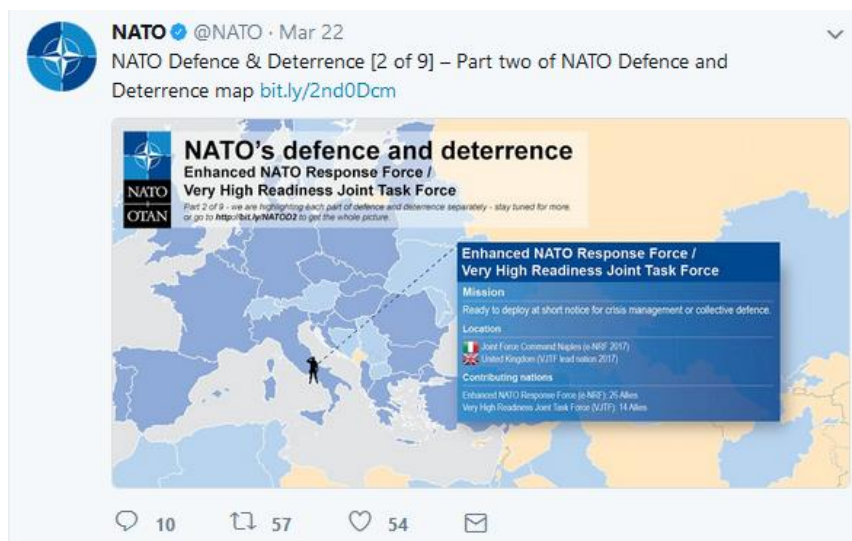 NATO @NATO · Mar 22
NATO Defence & Deterrence [2 of 9] – Part two of NATO Defence and
Deterrence map bit.ly/2nd0Dcm
NATO's defence and deterrence
Enhanced NATO Response Force /
Very High Readiness Joint Task Force
Part 2 of 9 - we are highlighting each part of defence and deterrence separately - stay tuned for more,
or go to http://bit.ly/NATOD2 to get the whole picture.
NATO
OTAN
Enhanced NATO Response Force /
Very High Readiness Joint Task Force
Mission
Ready to deploy at short notice for crisis management or collective defence.
Location
Joint Force Command Naples (e-NRF 2017)
United Kingdom (VJTF lead nation 2017)
Contributing nations
Enhanced NATO Response Force (e-NRF): 26 Allies
Very High Readiness Joint Task Force (VJTF): 14 Allies
10 57 54